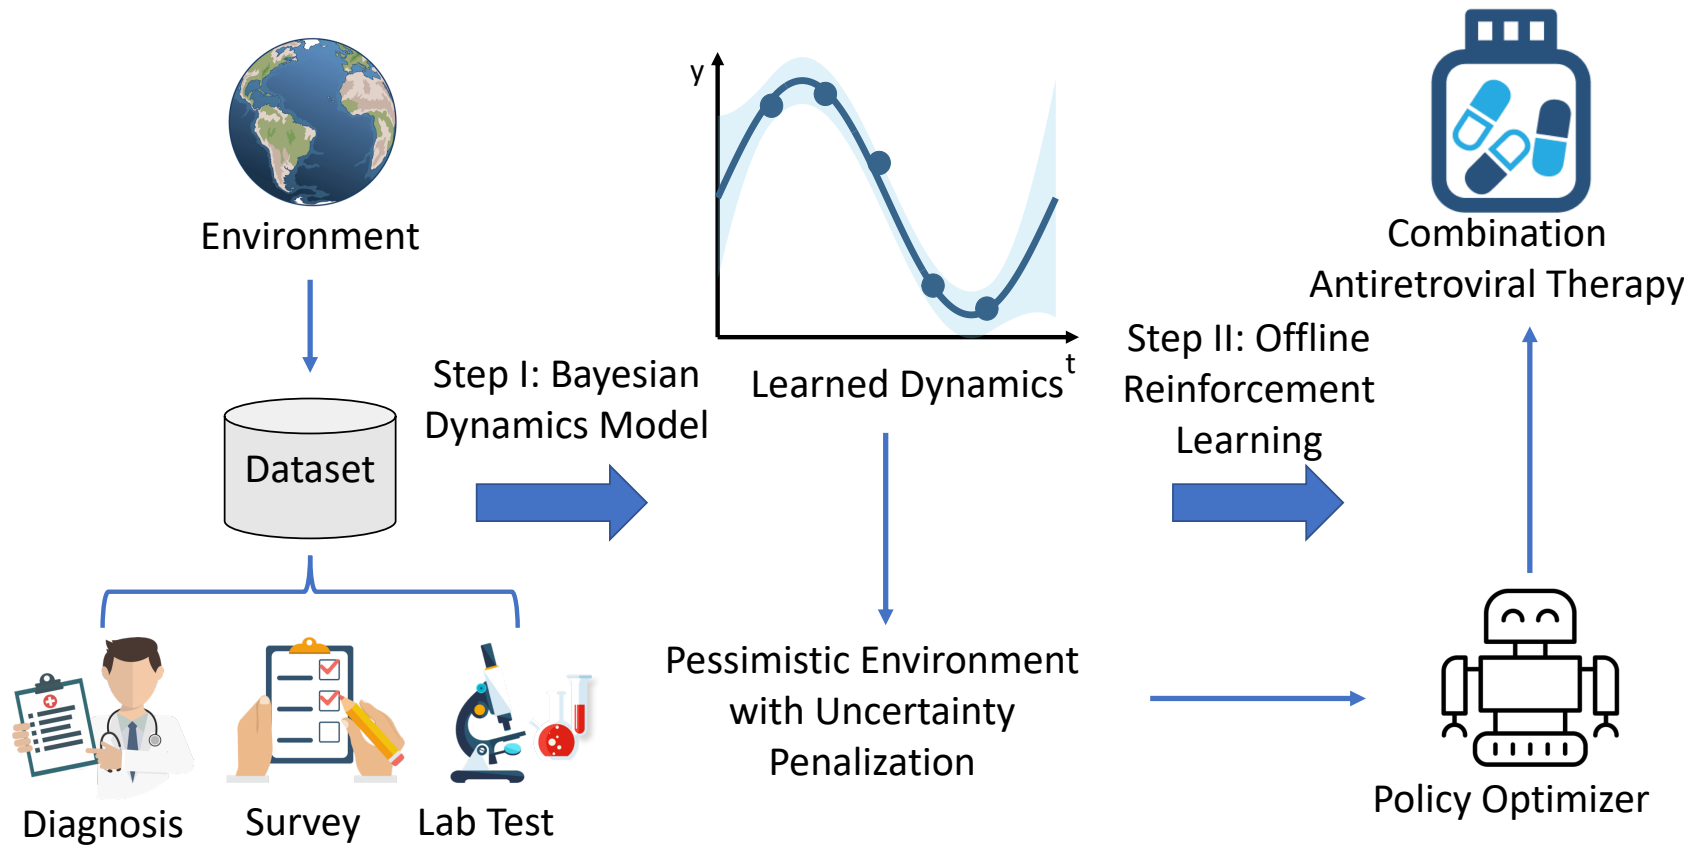 Environment
Dataset
Diagnosis
Survey
Lab Test
Step I: Bayesian
Dynamics Model
y
t
Learned Dynamics
Pessimistic Environment
with Uncertainty
Penalization
Step II: Offline
Reinforcement
Learning
Combination
Antiretroviral Therapy
Policy Optimizer